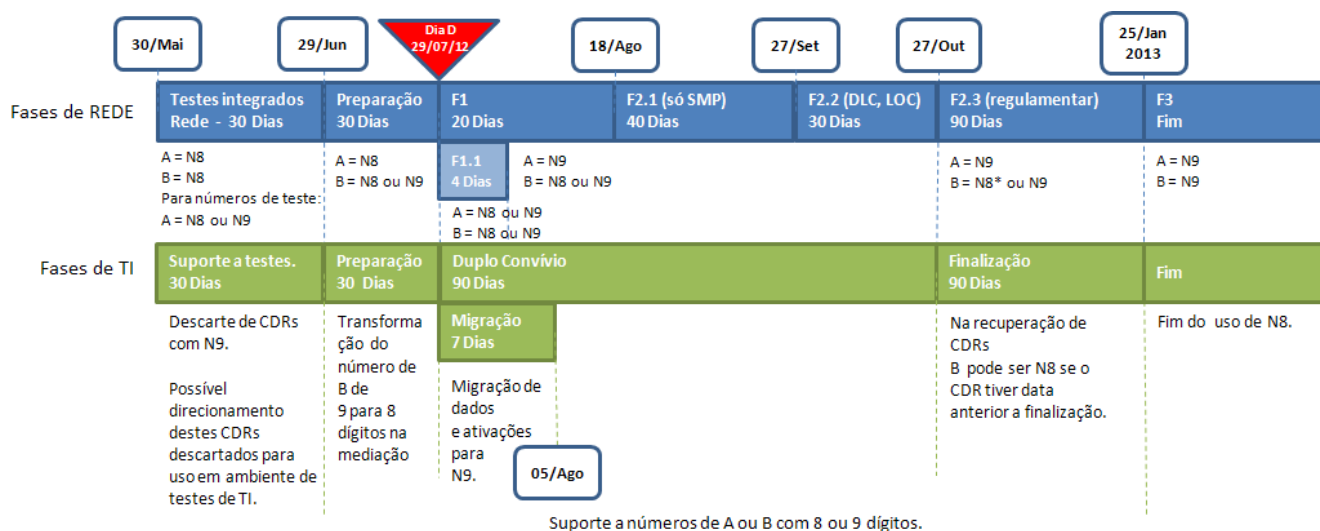 30/Mai
29/Jun
Dia D
29/07/12
18/Ago
27/Set
27/Out
25/Jan
2013
Fases de REDE
Testes integrados
Rede - 30 Dias
Preparação
30 Dias
F1
20 Dias
F2.1 (só SMP)
40 Dias
F2.2 (DLC, LOC)
30 Dias
F2.3 (regulamentar)
90 Dias
F3
Fim
A = N8
B = N8
Para números de teste:
A = N8 ou N9
A = N8
B = N8 ou N9
F1.1
4 Dias
A = N9
B = N8 ou N9
A = N8 ou N9
B = N8 ou N9
A = N9
B = N8* ou N9
A = N9
B = N9
Fases de TI
Suporte a testes.
30 Dias
Preparação
30 Dias
Duplo Convívio
90 Dias
Finalização
90 Dias
Fim
Descarte de CDRs
com N9.
Possível
direcionamento
destes CDRs
descartados para
uso em ambiente de
testes de TI.
Transforma
ção do
número de
B de
9 para 8
dígitos na
mediação
Migração
7 Dias
Migração de
dados
e ativações
para
N9.
05/Ago
Na recuperação de
CDRs
B pode ser N8 se o
CDR tiver data
anterior a finalização.
Fim do uso de N8.
Suporte a números de A ou B com 8 ou 9 dígitos.